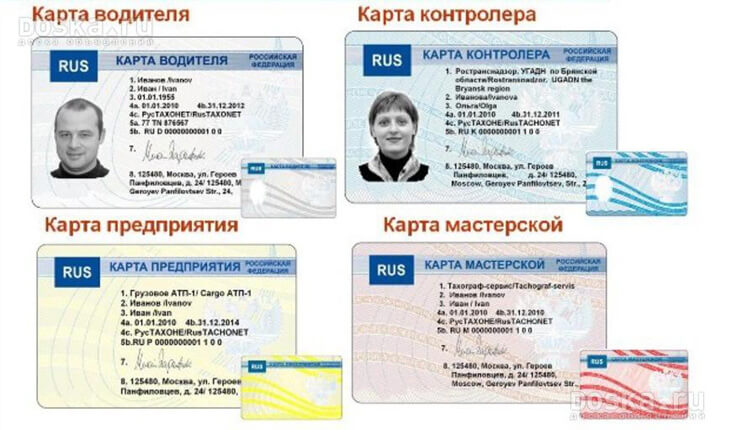 Карта водителя
RUS
КАРТА ВОДИТЕЛЯ
РОССИЙСКАЯ
ФЕДЕРАЦИЯ
1. Иванов /Ivanov
2. Иван / Ivan
3. 01.01.1955
4a. 01.01.2010 4b.31.12.2012
4c. РусТАХОНЕТ/RusTAXONET
5a. 77 TN 876567
5b. RU D 00000000001 0 0
7.
8. 125480, Москва, ул. Героев
Панфиловцев, д. 24/ 125480, M
Geroyev Panfilovtsev Str., 24,
RUS
Карта контролера
RUS
КАРТА КОНТРОЛЕРА
РОССИЙСКАЯ
ФЕДЕРАЦИЯ
1. Ространснадзор. УГАДН по Брянской
области/Rostransnadzor. UGADN the
Bryansk region
2. Иванова/Ivanova
3. Ольга/Olga
4a. 01.01.2010 4b.31.12.2011
4c. РусТАХОНЕТ/RusTACHONET
5b. RU K 0000000001 0 0
7.
8. 125480, Москва, ул. Героев
Панфиловцев, д. 24/ 125480,
Moscow, Geroyev Panfilovtsev Str.,
RUS
Карта предприятия
RUS
КАРТА ПРЕДПРИЯТИЯ
РОССИЙСКАЯ
ФЕДЕРАЦИЯ
1. Грузовое АТП-1/ Cargo АТП-1
2. Иванов /Ivanov
3. Иван /Ivan
4a. 01.01.2010 4b.31.12.2014
4c. РусТАХОНЕ/RusTACHONET
5b.RU P 0000000001 1 0 0
7.
8. 125480, Москва, ул. Героев
Панфиловцев, д. 24/ 125480,
RUS
Карта мастерской
RUS
КАРТА МАСТЕРСКОЙ
РОССИЙСКАЯ
ФЕДЕРАЦИЯ
1. Тахограф-сервис/Tachograf-servis
2. Иванов /Ivanov
3. Иван / Ivan
4a. 01.01.2010 4b.31.12.2010
4c. РусТАХОНЕТ/RusTACHONET
5b. RU M 0000000001 1 0 0
7.
8. 125480, Москва, ул. Героев
Панфиловцев, д. 24/ 125480,
Moscow, Geroyev Panfilovtsev Str.,
RUS
Doska.ru
доска объявлений